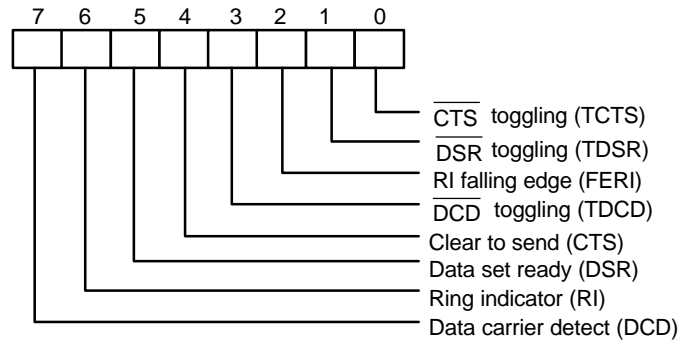 7 6 5 4 3 2 1 0
CTS toggling (TCTS)
DSR toggling (TDSR)
RI falling edge (FERI)
DCD toggling (TDCD)
Clear to send (CTS)
Data set ready (DSR)
Ring indicator (RI)
Data carrier detect (DCD)